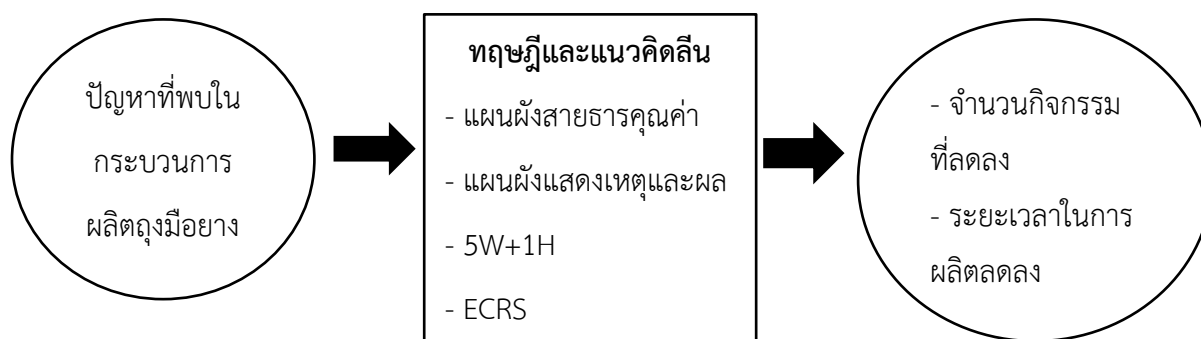 ปัญหาที่พบใน
กระบวนการ
ผลิตถุงมือยาง
ทฤษฎีและแนวคิดลีน
- แผนผังสายธารคุณค่า
- แผนผังแสดงเหตุและผล
- 5W+1H
- ECRS
- จำนวนกิจกรรม
ที่ลดลง
- ระยะเวลาในการ
ผลิตลดลง